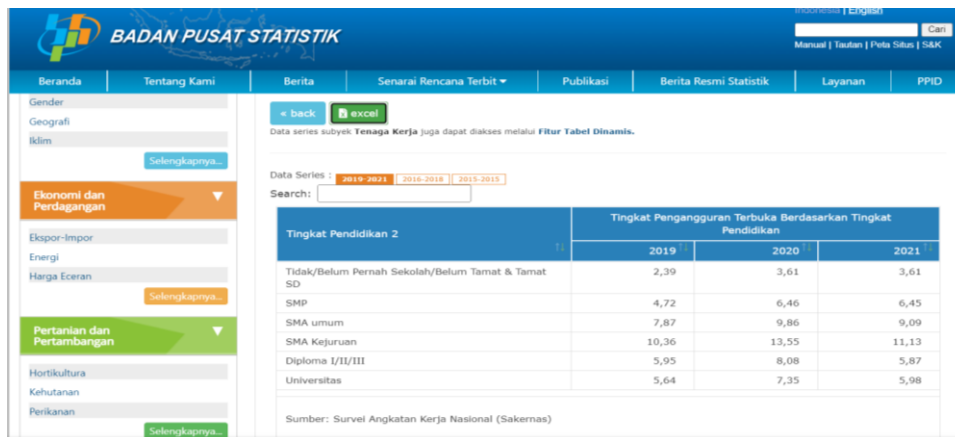 Indonesia | English
BADAN PUSAT STATISTIK
Cari
Manual | Tautan | Peta Situs | S&K
Beranda Tentang Kami Berita Senarai Rencana Terbit Publikasi Berita Resmi Statistik Layanan PPID
Gender
Geografi
Iklim
Selengkapnya...
Ekonomi dan
Perdagangan
Ekspor-Impor
Energi
Harga Eceran
Selengkapnya...
Pertanian dan
Pertambangan
Hortikultura
Kehutanan
Perikanan
Selengkapnya...
« back excel
Data series subyek Tenaga Kerja juga dapat diakses melalui Fitur Tabel Dinamis.
Data Series : 2019-2021 2016-2018 2015-2015
Search:
Tingkat Pendidikan 2
Tingkat Pengangguran Terbuka Berdasarkan Tingkat
Pendidikan
2019 2020 2021
Tidak/Belum Pernah Sekolah/Belum Tamat & Tamat
SD 2,39 3,61 3,61
SMP 4,72 6,46 6,45
SMA umum 7,87 9,86 9,09
SMA Kejuruan 10,36 13,55 11,13
Diploma I/II/III 5,95 8,08 5,87
Universitas 5,64 7,35 5,98
Sumber: Survei Angkatan Kerja Nasional (Sakernas)